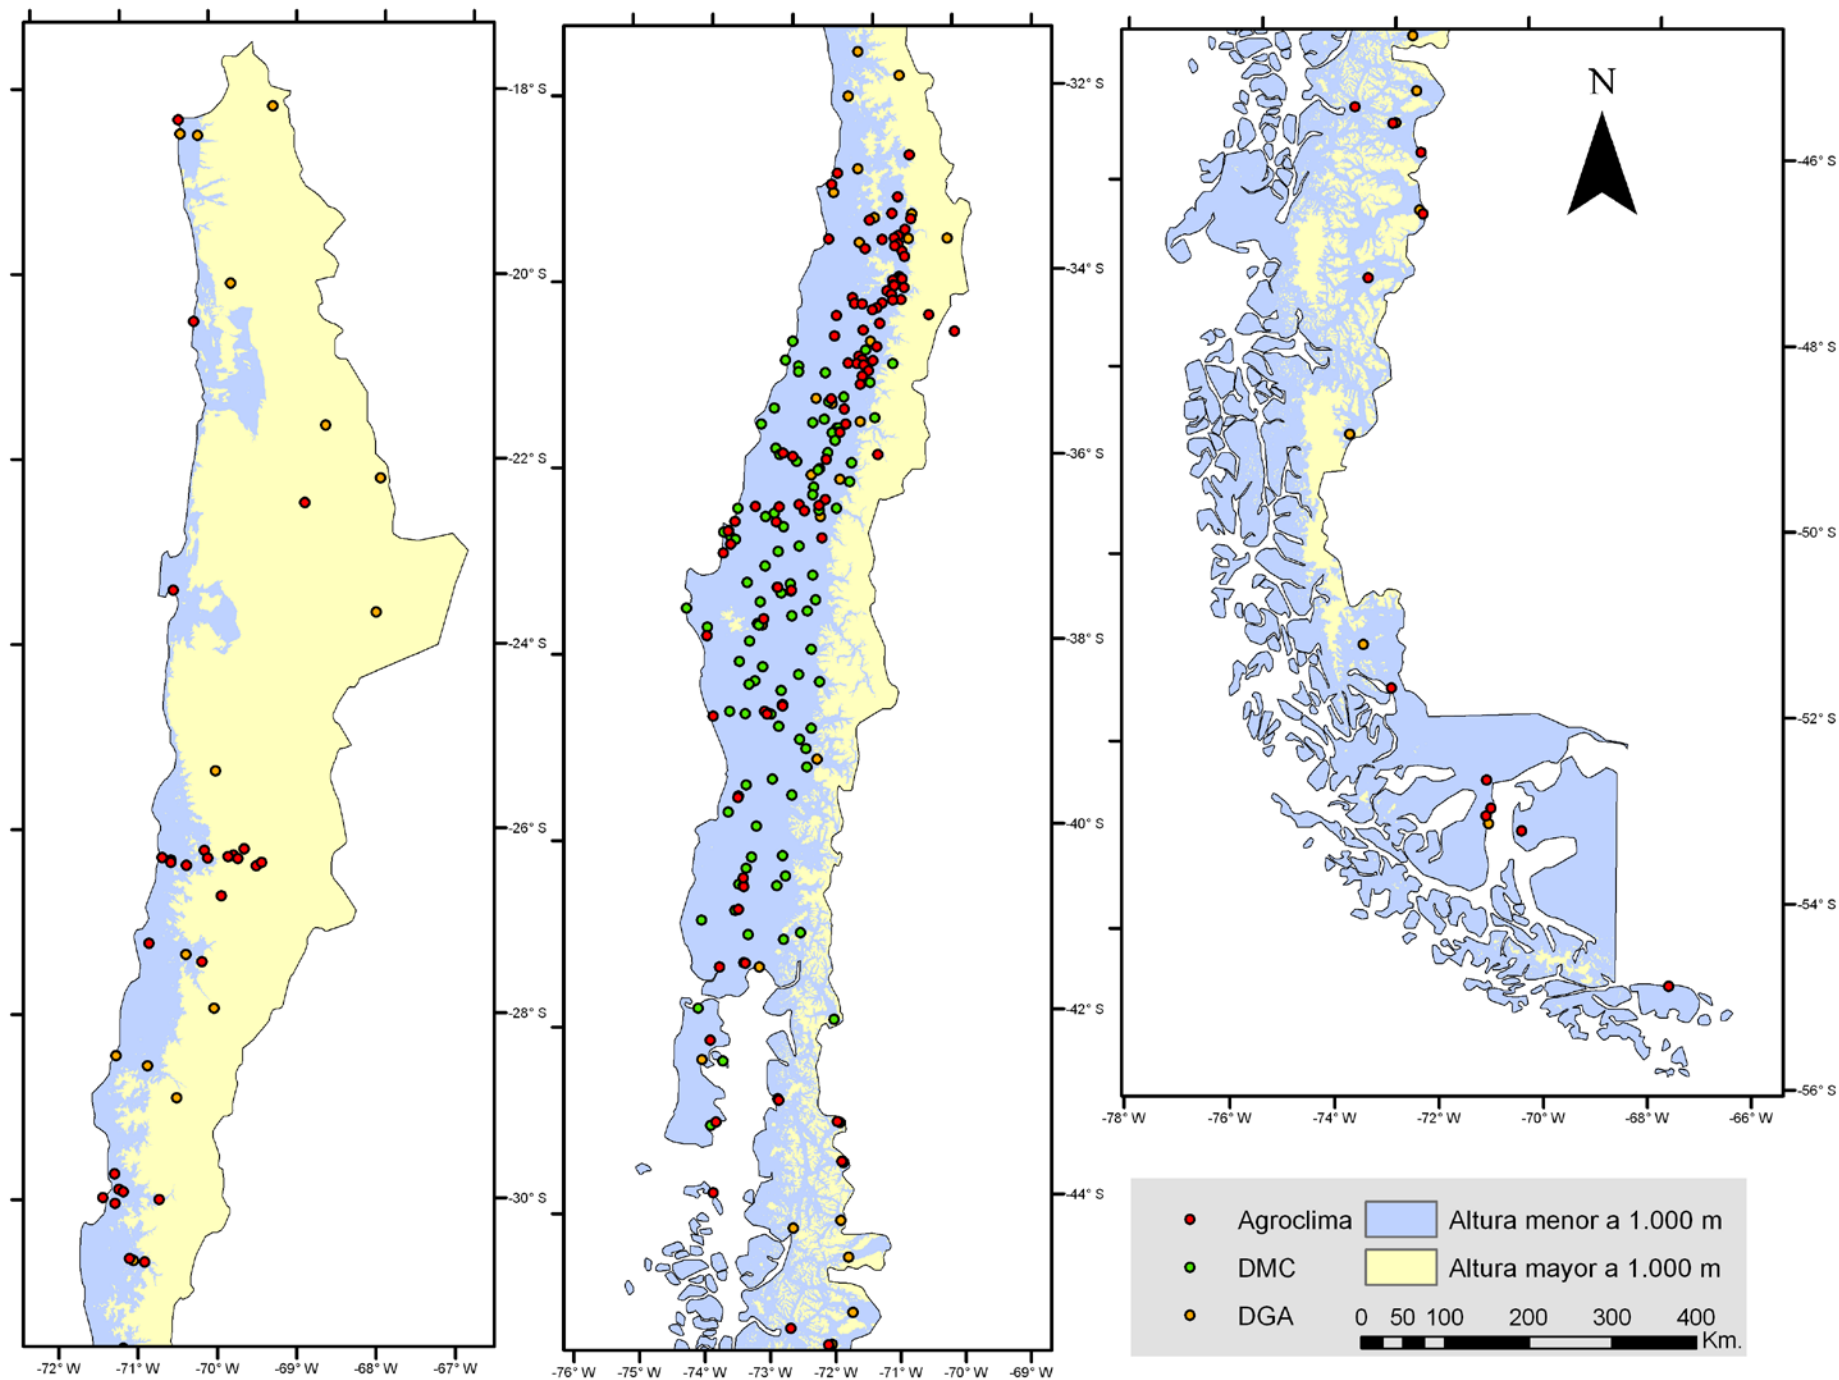 -18° S
-20° S
-22° S
-24° S
-26° S
-28° S
-30° S
-72° W
-71° W
-70° W
-69° W
-68° W
-67° W
-32° S
-34° S
-36° S
-38° S
-40° S
-42° S
-44° S
-76° W
-75° W
-74° W
-73° W
-72° W
-71° W
-70° W
-69° W
N
-46° S
-48° S
-50° S
-52° S
-54° S
-56° S
-78° W
-76° W
-74° W
-72° W
-70° W
-68° W
-66° W
Agroclima
Altura menor a 1.000 m
DMC
Altura mayor a 1.000 m
DGA
0 50 100 200 300 400
Km.